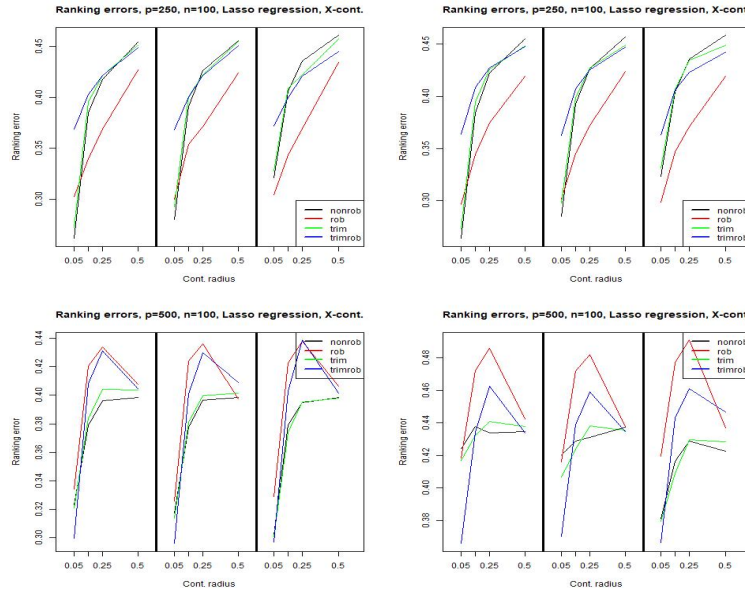 Ranking errors, p=250, n=100, Lasso regression, X-cont.
Ranking error
0.45
0.40
0.35
0.30
nonrob
rob
trim
trimrob
0.05 0.25 0.5 0.05 0.25 0.5 0.05 0.25 0.5
Cont. radius
Ranking errors, p=250, n=100, Lasso regression, X-cont.
Ranking error
0.45
0.40
0.35
0.30
nonrob
rob
trim
trimrob
0.05 0.25 0.5 0.05 0.25 0.5 0.05 0.25 0.5
Cont. radius
Ranking errors, p=500, n=100, Lasso regression, X-cont.
Ranking error
0.44
0.42
0.40
0.38
0.36
0.34
0.32
0.30
nonrob
rob
trim
trimrob
0.05 0.25 0.5 0.05 0.25 0.5 0.05 0.25 0.5
Cont. radius
Ranking errors, p=500, n=100, Lasso regression, X-cont.
Ranking error
0.48
0.46
0.44
0.42
0.40
0.38
nonrob
rob
trim
trimrob
0.05 0.25 0.5 0.05 0.25 0.5 0.05 0.25 0.5
Cont. radius